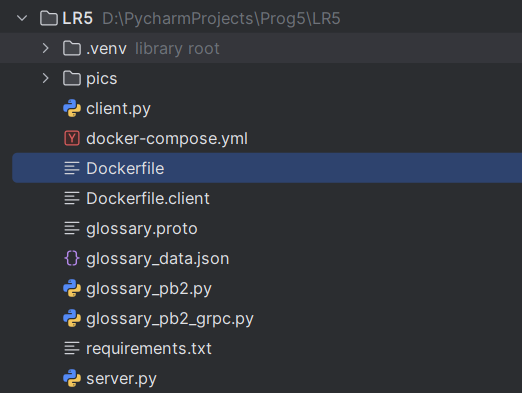 LR5 D:\PycharmProjects\Prog5\LR5
.venv library root
pics
client.py
Y docker-compose.yml
Dockerfile
Dockerfile.client
glossary.proto
{} glossary_data.json
glossary_pb2.py
glossary_pb2_grpc.py
requirements.txt
server.py